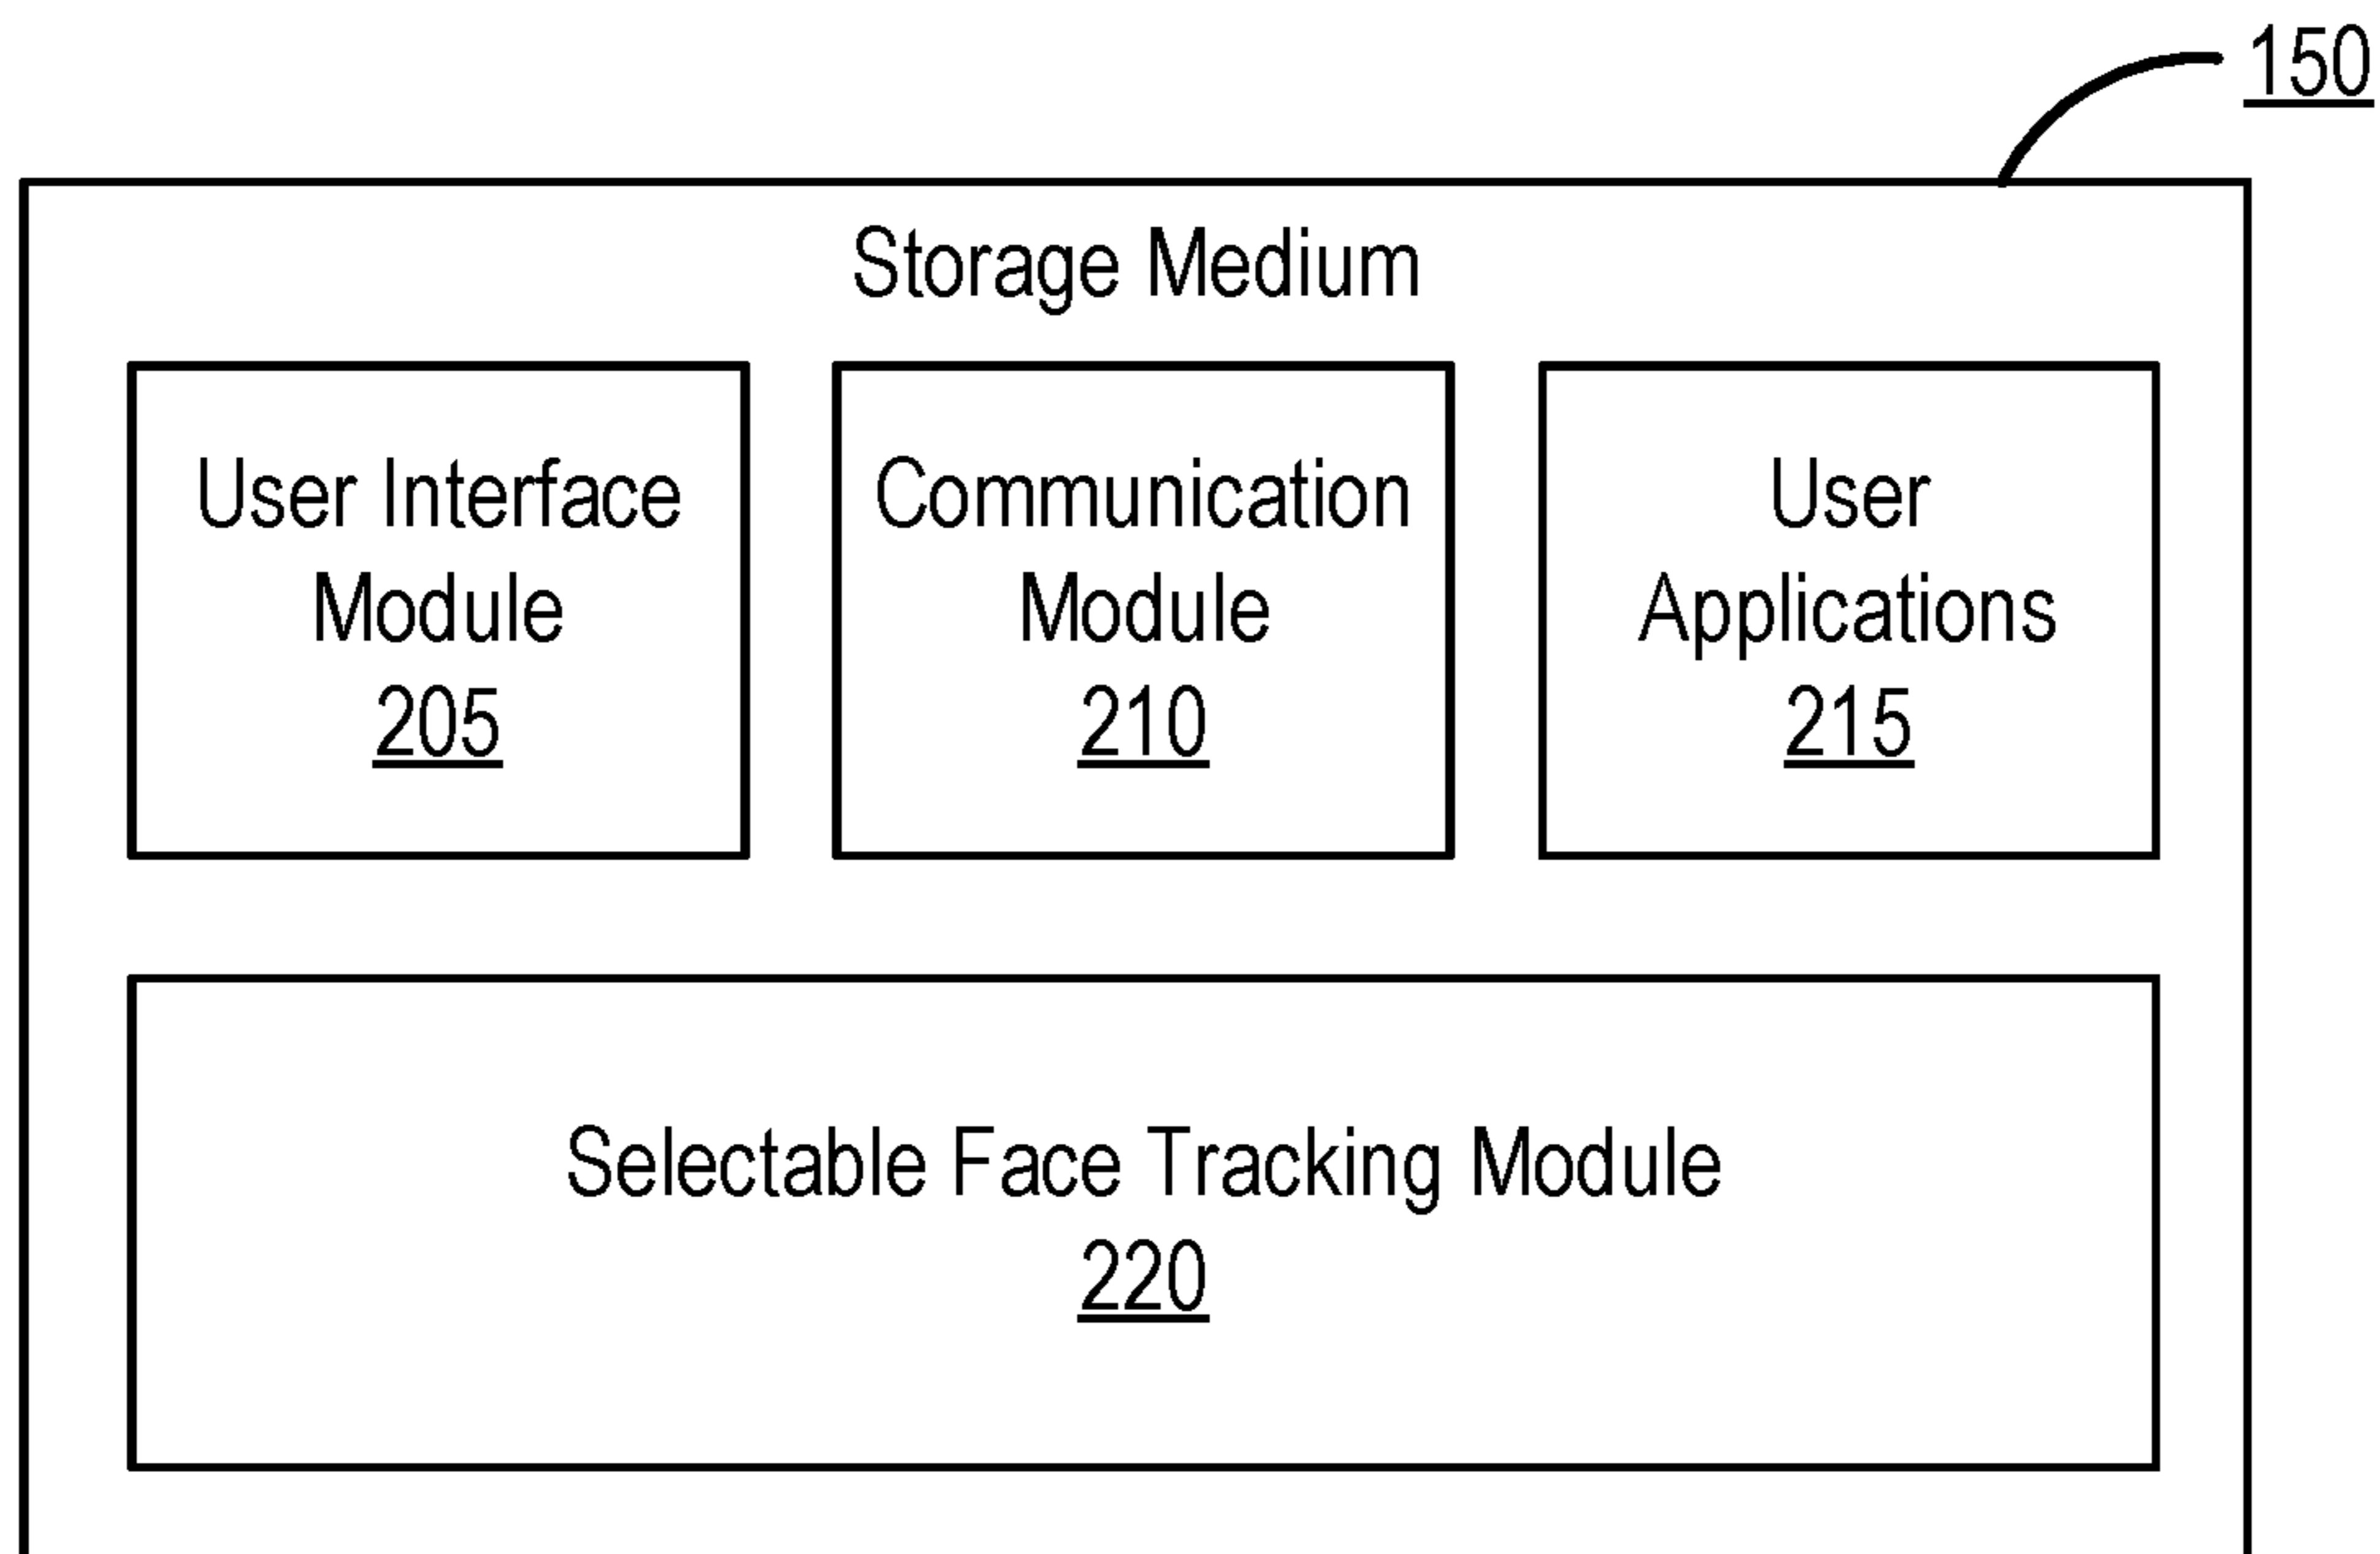 150
Storage Medium
User Interface
Module
205
Communication
Module
210
User
Applications
215
Selectable Face Tracking Module
220